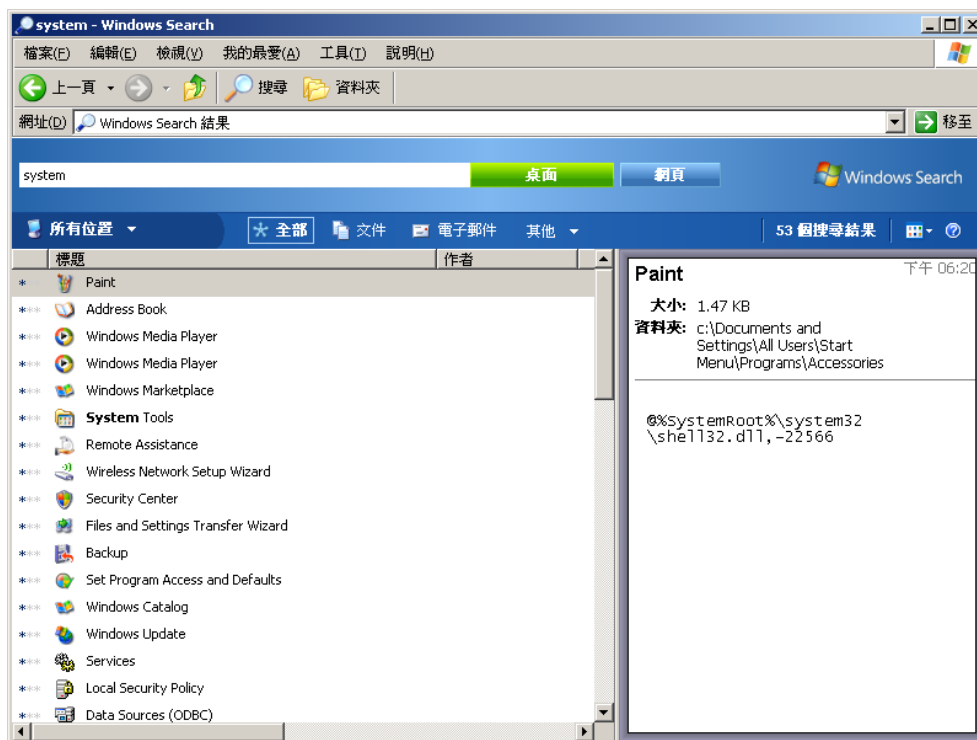 system - Windows Search
檔案(F) 編輯(E) 檢視(V) 我的最愛(A) 工具(T) 說明(H)
上一頁 搜尋 資料夾
網址(D) Windows Search 結果 移至
system 桌面 網頁 Windows Search
所有位置 全部 文件 電子郵件 其他 53 個搜尋結果
標題 作者
Paint
Address Book
Windows Media Player
Windows Media Player
Windows Marketplace
System Tools
Remote Assistance
Wireless Network Setup Wizard
Security Center
Files and Settings Transfer Wizard
Backup
Set Program Access and Defaults
Windows Catalog
Windows Update
Services
Local Security Policy
Data Sources (ODBC)
Paint 下午 06:20
大小: 1.47 KB
資料夾: c:\Documents and
Settings\All Users\Start
Menu\Programs\Accessories
@%SystemRoot%\system32
\shell32.dll,-22566